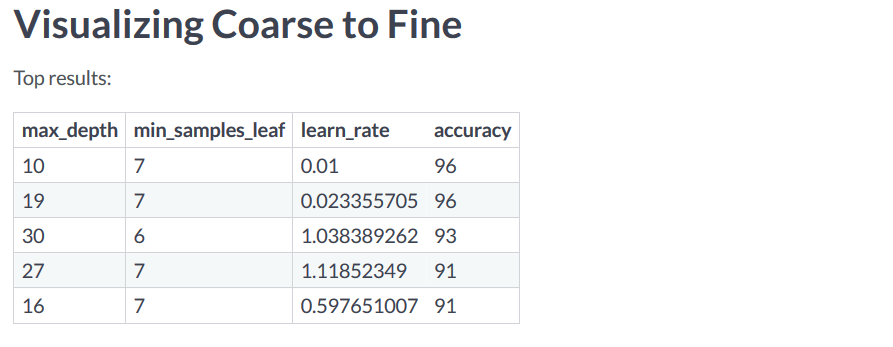 Visualizing Coarse to Fine
Top results:
max_depth min_samples_leaf learn_rate accuracy
10 7 0.01 96
19 7 0.023355705 96
30 6 1.038389262 93
27 7 1.11852349 91
16 7 0.597651007 91